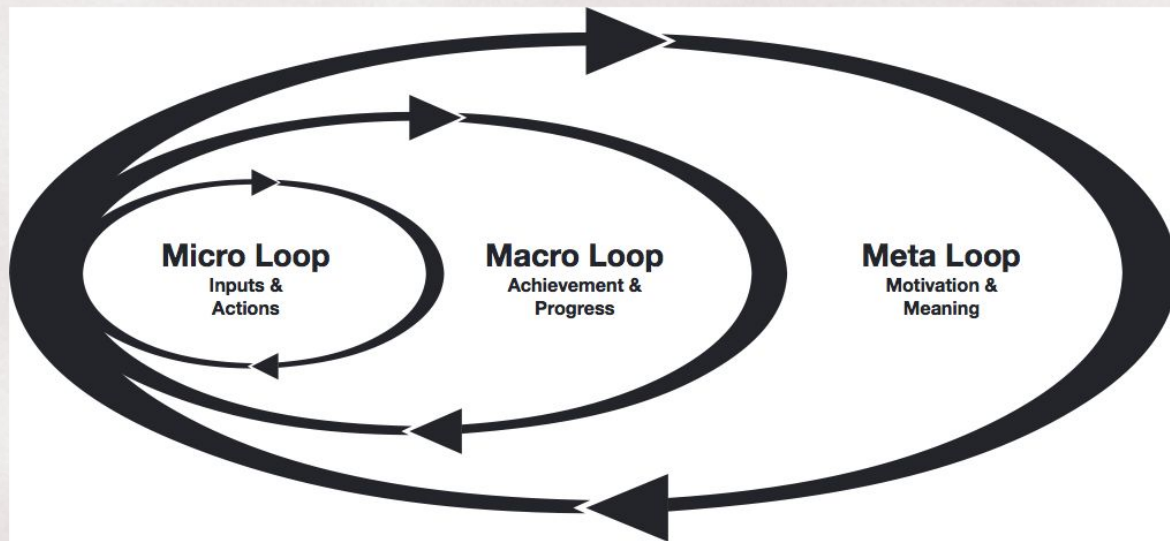 Micro Loop
Inputs &
Actions
Macro Loop
Achievement &
Progress
Meta Loop
Motivation &
Meaning